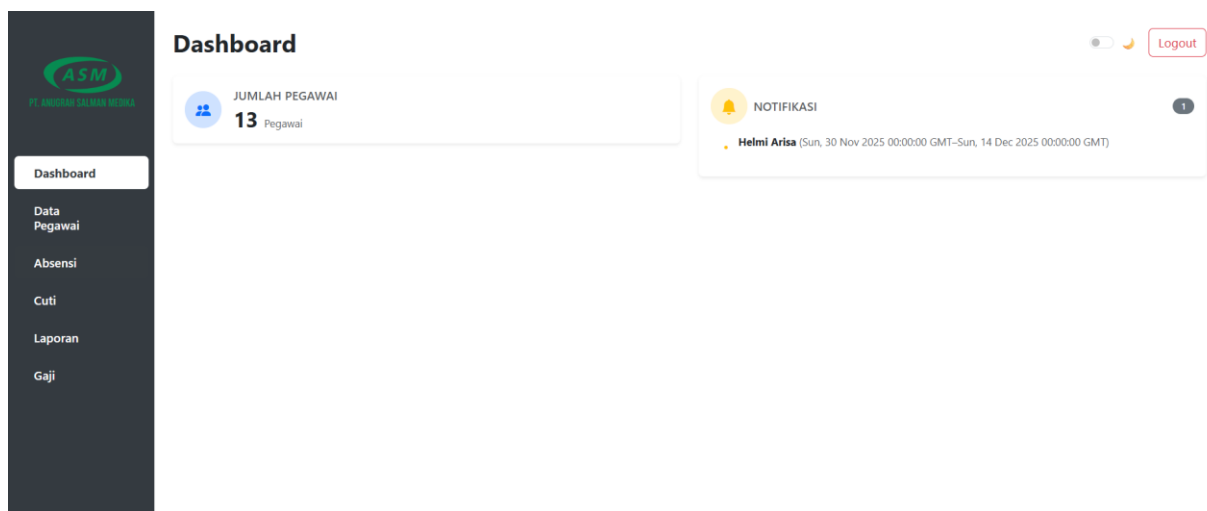 ASM
PT. ANUGRAH SALMAN MEDIKA
Dashboard
Data
Pegawai
Absensi
Cuti
Laporan
Gaji
Dashboard
Logout
JUMLAH PEGAWAI
13 Pegawai
NOTIFIKASI
1
Helmi Arisa (Sun, 30 Nov 2025 00:00:00 GMT–Sun, 14 Dec 2025 00:00:00 GMT)